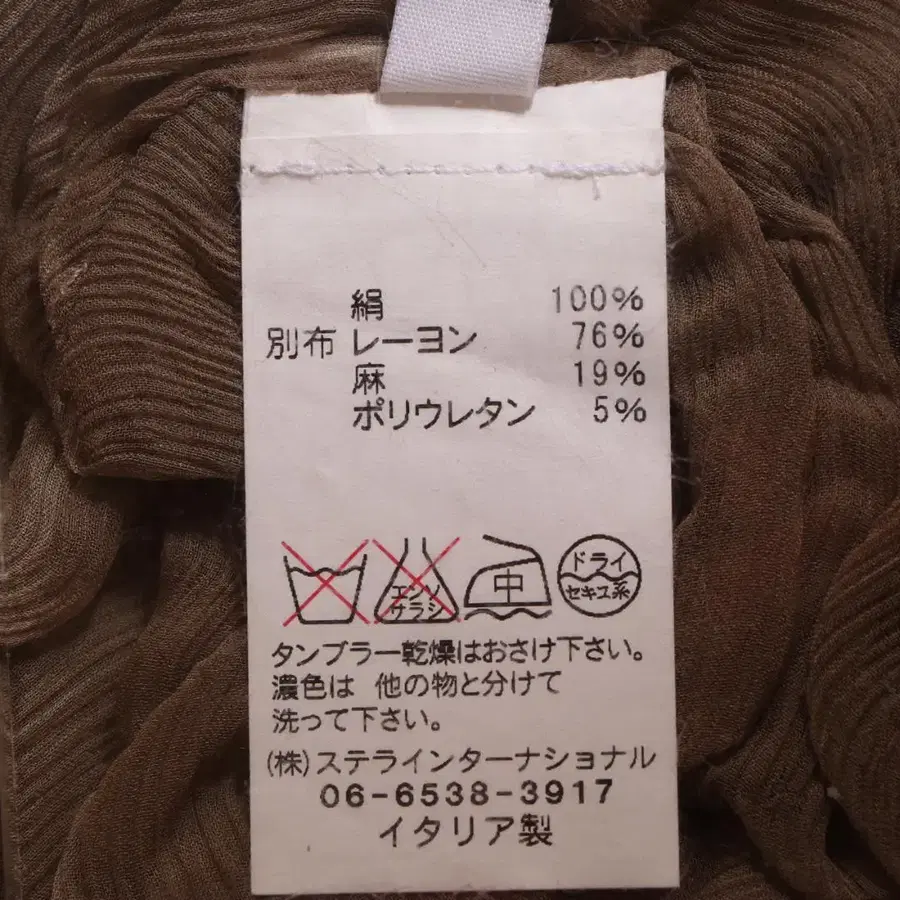 絹 100%
別布 レーヨン 76%
麻 19%
ポリウレタン 5%
エンソ サラシ
中
ドライ
セキユ系
タンブラー乾燥はおさけ下さい。
濃色は 他の物と分けて
洗って下さい。
(株)ステラインターナショナル
06-6538-3917
イタリア製